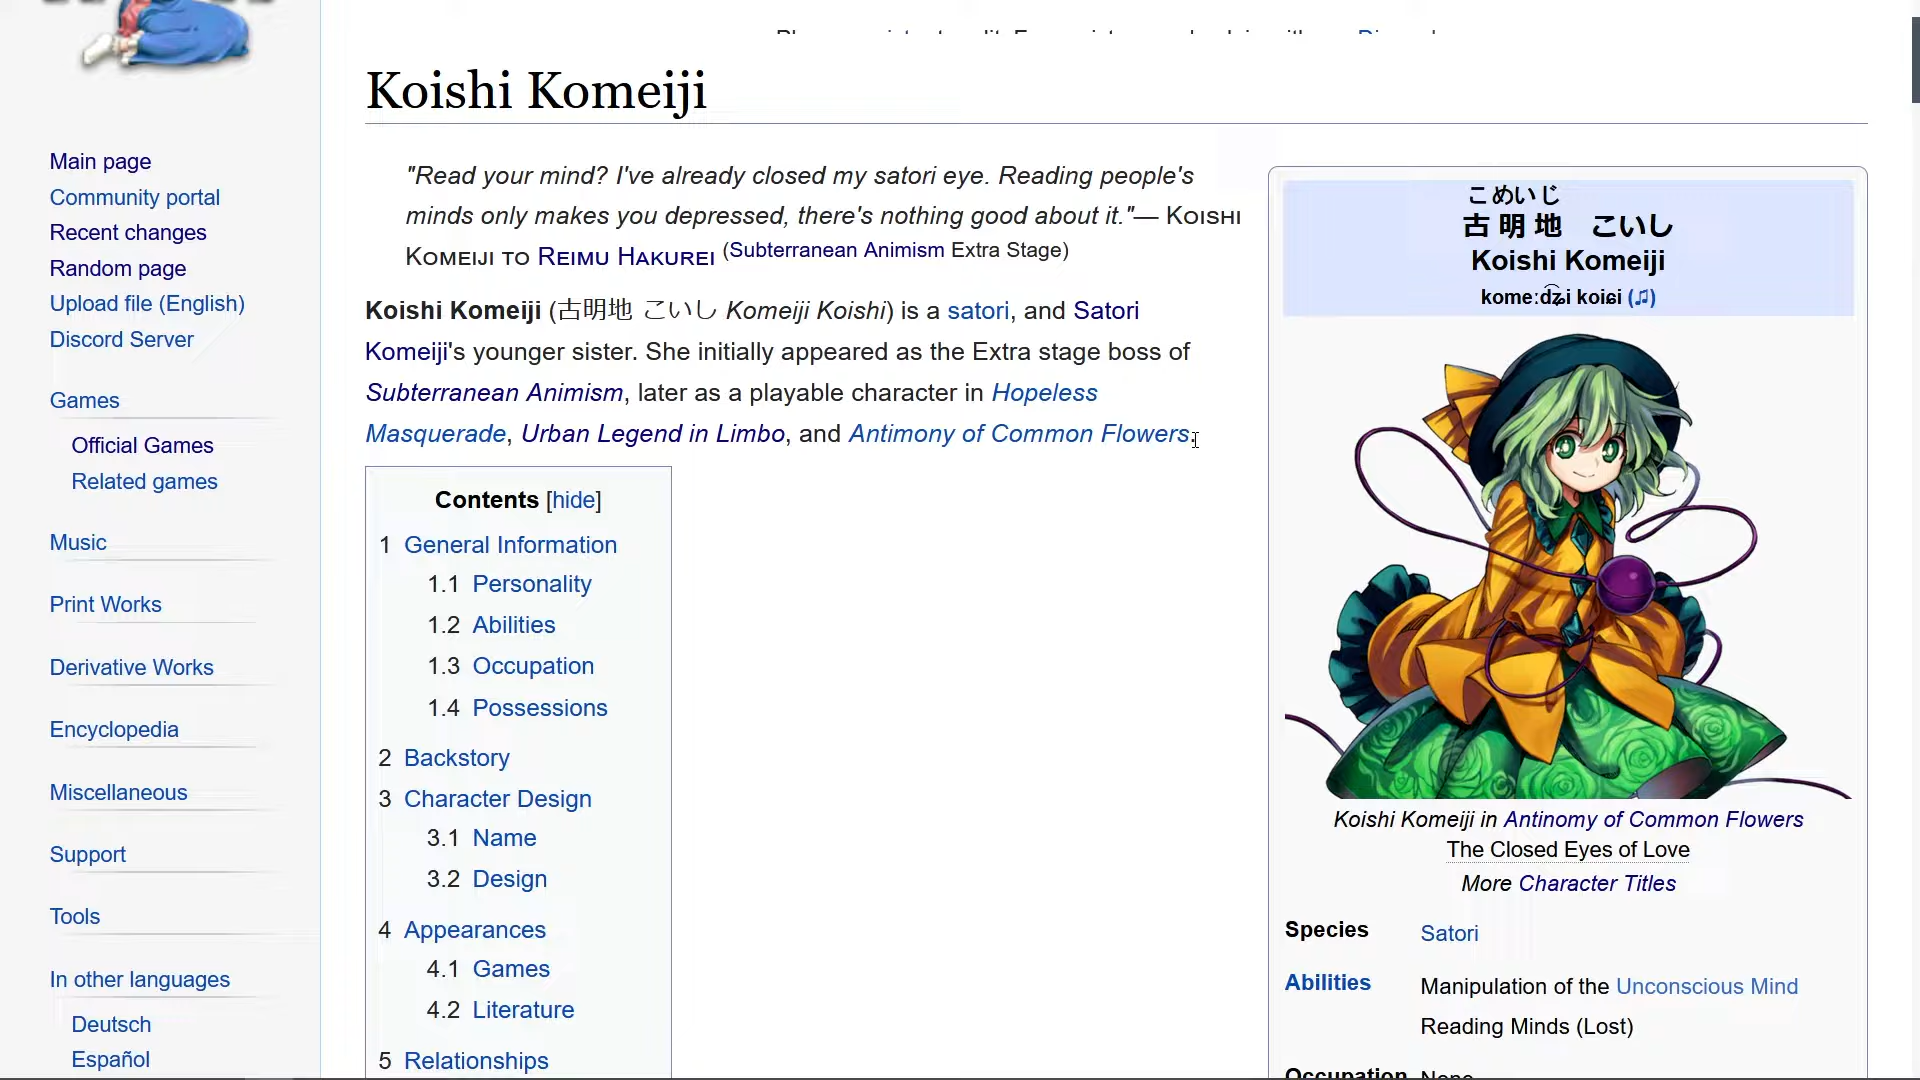 Koishi Komeiji
Main page
Community portal
Recent changes
Random page
Upload file (English)
Discord Server
Games
Official Games
Related games
Music
Print Works
Derivative Works
Encyclopedia
Miscellaneous
Support
Tools
In other languages
Deutsch
Español
"Read your mind? I've already closed my satori eye. Reading people's
minds only makes you depressed, there's nothing good about it."— Koishi
Komeiji to Reimu Hakurei (Subterranean Animism Extra Stage)
Koishi Komeiji (古明地 こいし Komeiji Koishi) is a satori, and Satori
Komeiji's younger sister. She initially appeared as the Extra stage boss of
Subterranean Animism, later as a playable character in Hopeless
Masquerade, Urban Legend in Limbo, and Antimony of Common Flowers.
Contents [hide]
1 General Information
1.1 Personality
1.2 Abilities
1.3 Occupation
1.4 Possessions
2 Backstory
3 Character Design
3.1 Name
3.2 Design
4 Appearances
4.1 Games
4.2 Literature
5 Relationships
こめいじ
古明地 こいし
Koishi Komeiji
komeːd͡ʑi koiɕi (♫)
Koishi Komeiji in Antinomy of Common Flowers
The Closed Eyes of Love
More Character Titles
Species Satori
Abilities Manipulation of the Unconscious Mind
Reading Minds (Lost)
Occupation None